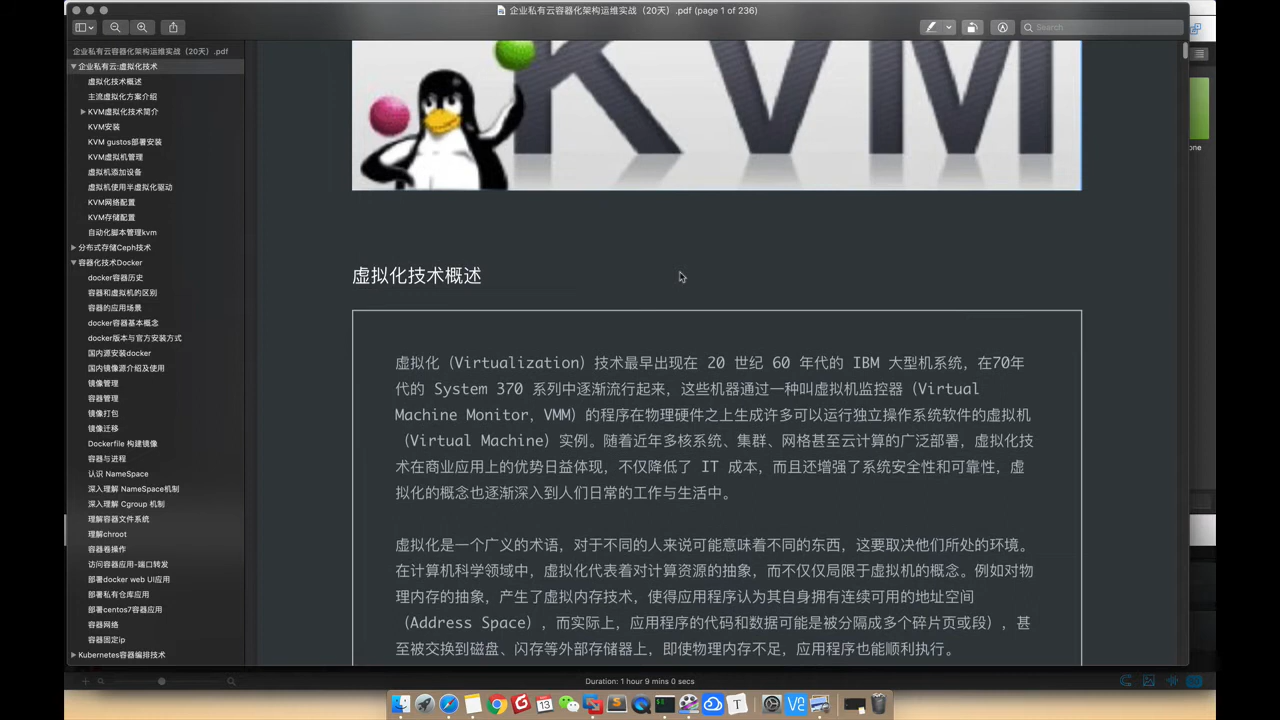 企业私有云容器化架构运维实战（20天）.pdf (page 1 of 236)
Search
企业私有云容器化架构运维实战（20天）.pdf
企业私有云:虚拟化技术
虚拟化技术概述
主流虚拟化方案介绍
KVM虚拟化技术简介
KVM安装
KVM gustos部署安装
KVM虚拟机管理
虚拟机添加设备
虚拟机使用半虚拟化驱动
KVM网络配置
KVM存储配置
自动化脚本管理kvm
分布式存储Ceph技术
容器化技术Docker
docker容器历史
容器和虚拟机的区别
容器的应用场景
docker容器基本概念
docker版本与官方安装方式
国内源安装docker
国内镜像源介绍及使用
镜像管理
容器管理
镜像打包
镜像迁移
Dockerfile 构建镜像
容器与进程
认识 NameSpace
深入理解 NameSpace机制
深入理解 Cgroup 机制
理解容器文件系统
理解chroot
容器卷操作
访问容器应用-端口转发
部署docker web UI应用
部署私有仓库应用
部署centos7容器应用
容器网络
容器固定ip
Kubernetes容器编排技术
KVM
虚拟化技术概述
虚拟化（Virtualization）技术最早出现在 20 世纪 60 年代的 IBM 大型机系统，在70年
代的 System 370 系列中逐渐流行起来，这些机器通过一种叫虚拟机监控器（Virtual
Machine Monitor，VMM）的程序在物理硬件之上生成许多可以运行独立操作系统软件的虚拟机
（Virtual Machine）实例。随着近年多核系统、集群、网格甚至云计算的广泛部署，虚拟化技
术在商业应用上的优势日益体现，不仅降低了 IT 成本，而且还增强了系统安全性和可靠性，虚
拟化的概念也逐渐深入到人们日常的工作与生活中。
虚拟化是一个广义的术语，对于不同的人来说可能意味着不同的东西，这要取决他们所处的环境。
在计算机科学领域中，虚拟化代表着对计算资源的抽象，而不仅仅局限于虚拟机的概念。例如对物
理内存的抽象，产生了虚拟内存技术，使得应用程序认为其自身拥有连续可用的地址空间
（Address Space），而实际上，应用程序的代码和数据可能是被分隔成多个碎片页或段），甚
至被交换到磁盘、闪存等外部存储器上，即使物理内存不足，应用程序也能顺利执行。
one
Duration: 1 hour 9 mins 0 secs
13
T
V2